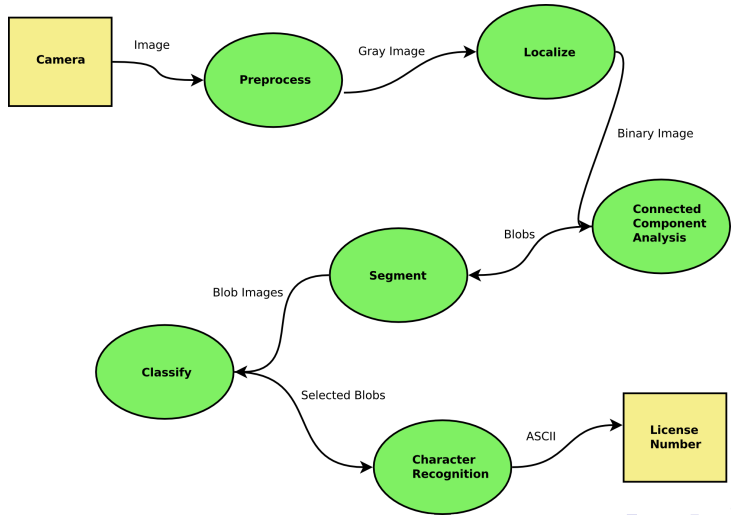 Camera
Image
Preprocess
Gray Image
Localize
Binary Image
Connected
Component
Analysis
Blobs
Segment
Blob Images
Classify
Selected Blobs
Character
Recognition
ASCII
License
Number